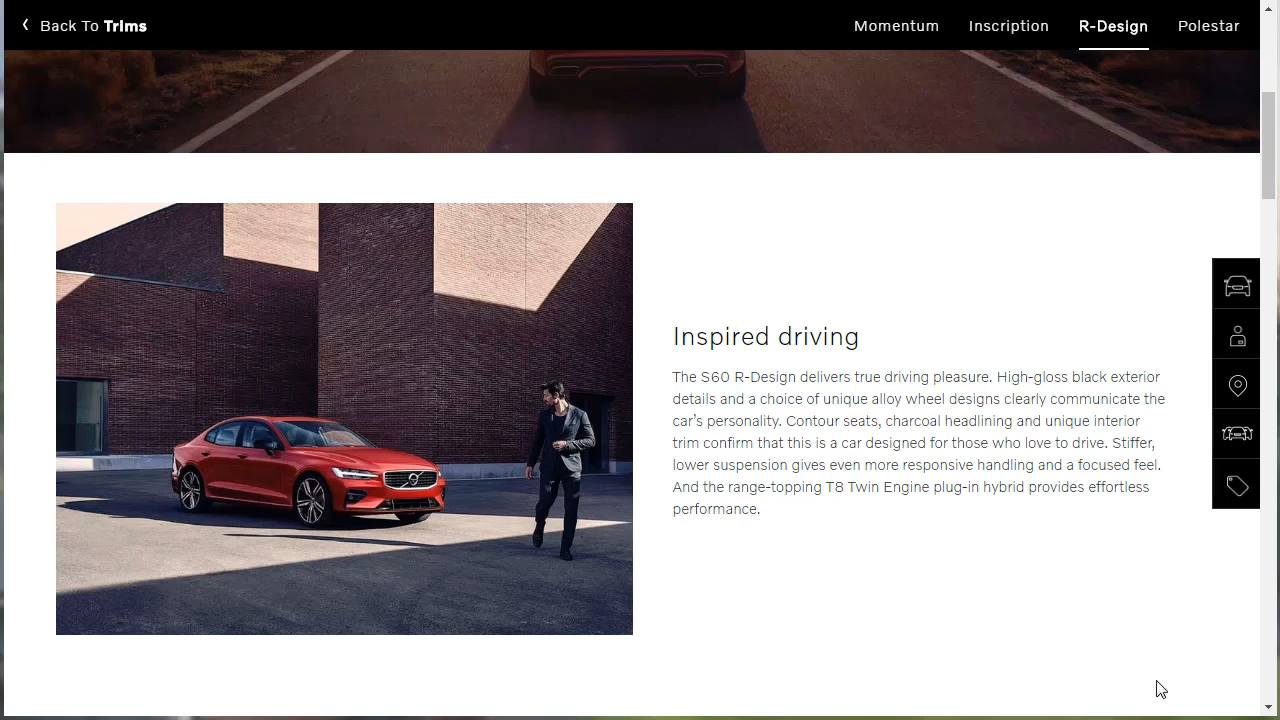 Back To Trims
Momentum
Inscription
R-Design
Polestar
Inspired driving
The S60 R-Design delivers true driving pleasure. High-gloss black exterior
details and a choice of unique alloy wheel designs clearly communicate the
car’s personality. Contour seats, charcoal headlining and unique interior
trim confirm that this is a car designed for those who love to drive. Stiffer,
lower suspension gives even more responsive handling and a focused feel.
And the range-topping T8 Twin Engine plug-in hybrid provides effortless
performance.